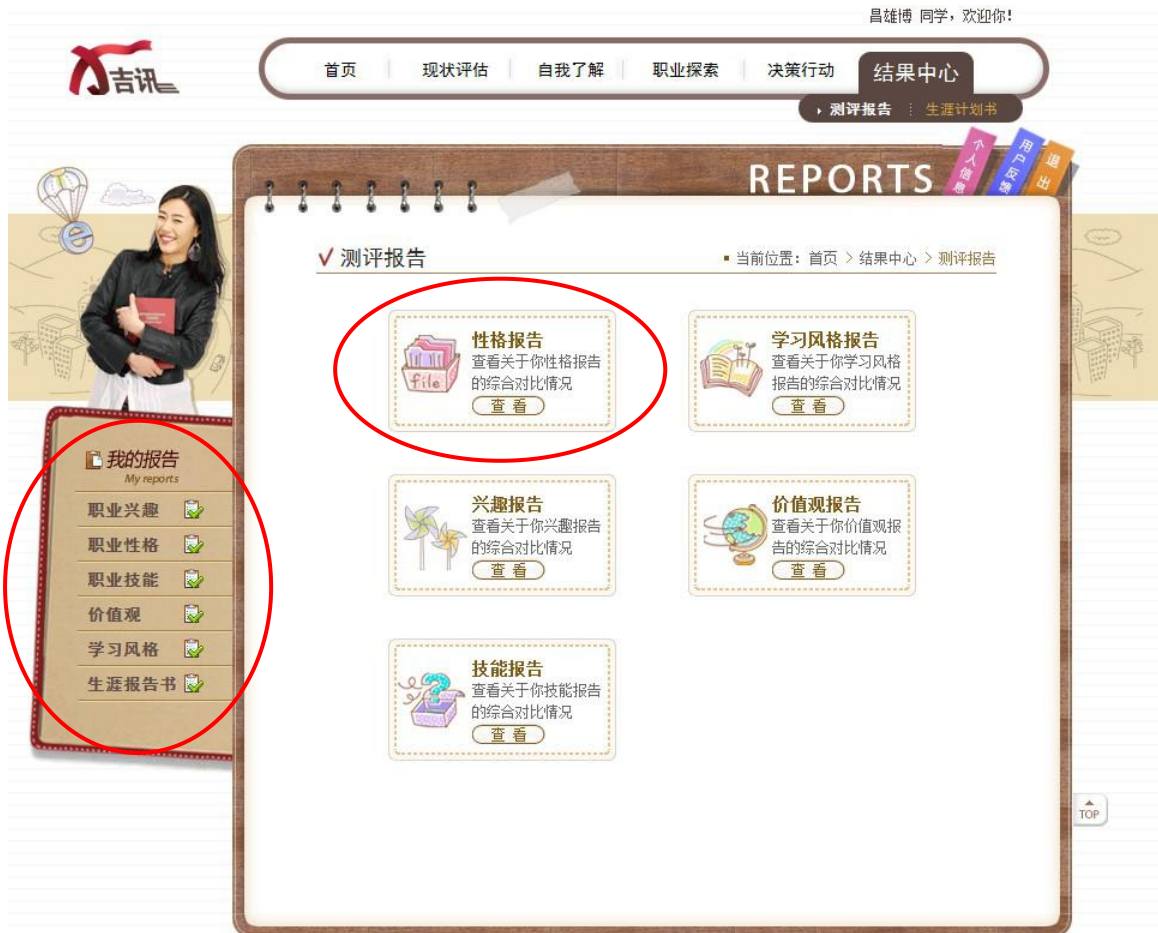 昌雄博 同学，欢迎你！
吉讯
首页
现状评估
自我了解
职业探索
决策行动
结果中心
测评报告
生涯计划书
个人信息
用户反馈
退出
REPORTS
测评报告
当前位置：首页 > 结果中心 > 测评报告
性格报告
查看关于你性格报告
的综合对比情况
查 看
file
学习风格报告
查看关于你学习风格
报告的综合对比情况
查 看
我的报告
My reports
职业兴趣
职业性格
职业技能
价值观
学习风格
生涯报告书
兴趣报告
查看关于你兴趣报告
的综合对比情况
查 看
价值观报告
查看关于你价值观报
告的综合对比情况
查 看
技能报告
查看关于你技能报告
的综合对比情况
查 看
TOP